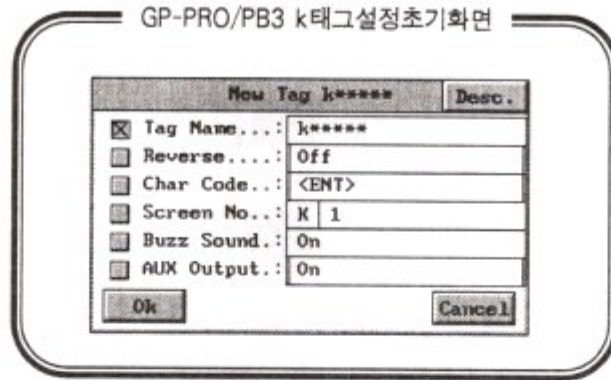 GP-PRO/PB3 k태그설정초기화면
New Tag k***** Desc.
Tag Name...: k*****
Reverse....: Off
Char Code..: <ENT>
Screen No..: K 1
Buzz Sound.: On
AUX Output.: On
Ok Cancel